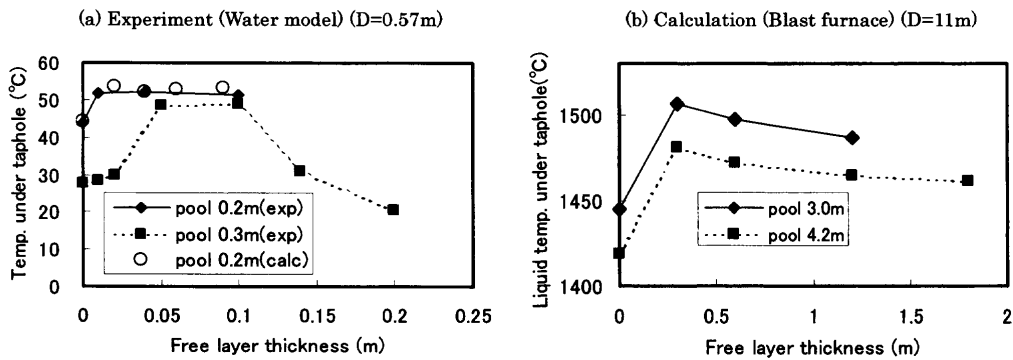 (a) Experiment (Water model) (D=0.57m)
Temp. under taphole (°C)
60
50
40
30
20
10
0
pool 0.2m(exp)
pool 0.3m(exp)
pool 0.2m(calc)
0 0.05 0.1 0.15 0.2 0.25
Free layer thickness (m)
(b) Calculation (Blast furnace) (D=11m)
Liquid temp. under taphole(°C)
1500
1450
1400
pool 3.0m
pool 4.2m
0 0.5 1 1.5 2
Free layer thickness (m)